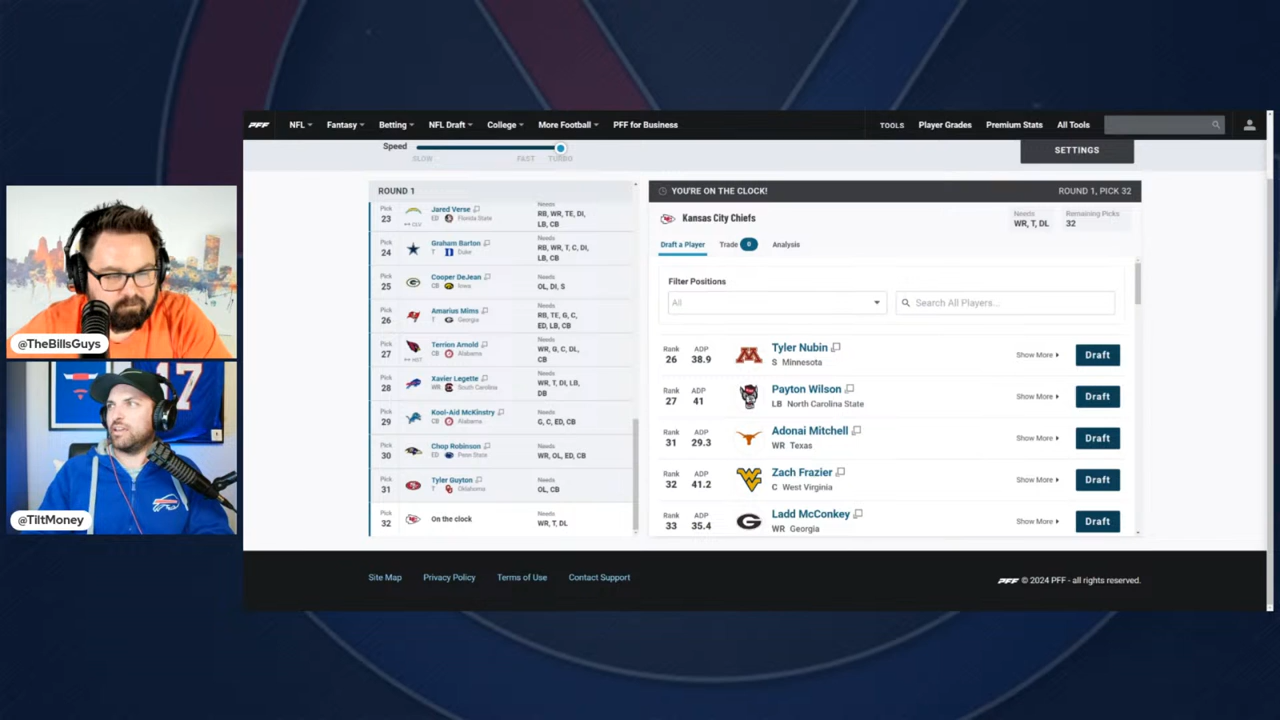 PFF
NFL
Fantasy
Betting
NFL Draft
College
More Football
PFF for Business
TOOLS
Player Grades
Premium Stats
All Tools
Speed
SLOW
FAST
TURBO
SETTINGS
ROUND 1
Pick 23
Jared Verse
ED Florida State
Needs
RB, WR, TE, DI,
LB, CB
Pick 24
Graham Barton
T Duke
Needs
RB, WR, T, C, DI,
LB, CB
Pick 25
Cooper DeJean
CB Iowa
Needs
OL, DI, S
Pick 26
Amarius Mims
T Georgia
Needs
RB, TE, G, C,
ED, LB, CB
Pick 27
Terrion Arnold
CB Alabama
Needs
WR, G, C, DL,
CB
Pick 28
Xavier Legette
WR South Carolina
Needs
WR, T, DI, LB,
DB
Pick 29
Kool-Aid McKinstry
CB Alabama
Needs
G, C, ED, CB
Pick 30
Chop Robinson
ED Penn State
Needs
WR, OL, ED, CB
Pick 31
Tyler Guyton
T Oklahoma
Needs
OL, CB
Pick 32
On the clock
Needs
WR, T, DL
YOU'RE ON THE CLOCK!
ROUND 1, PICK 32
Kansas City Chiefs
Needs
WR, T, DL
Remaining Picks
32
Draft a Player
Trade 0
Analysis
Filter Positions
All
Search All Players...
Rank 26
ADP 38.9
Tyler Nubin
S Minnesota
Show More
Draft
Rank 27
ADP 41
Payton Wilson
LB North Carolina State
Show More
Draft
Rank 31
ADP 29.3
Adonai Mitchell
WR Texas
Show More
Draft
Rank 32
ADP 41.2
Zach Frazier
C West Virginia
Show More
Draft
Rank 33
ADP 35.4
Ladd McConkey
WR Georgia
Show More
Draft
Site Map
Privacy Policy
Terms of Use
Contact Support
PFF © 2024 PFF - all rights reserved.
@TheBillsGuys
17
@TiltMoney